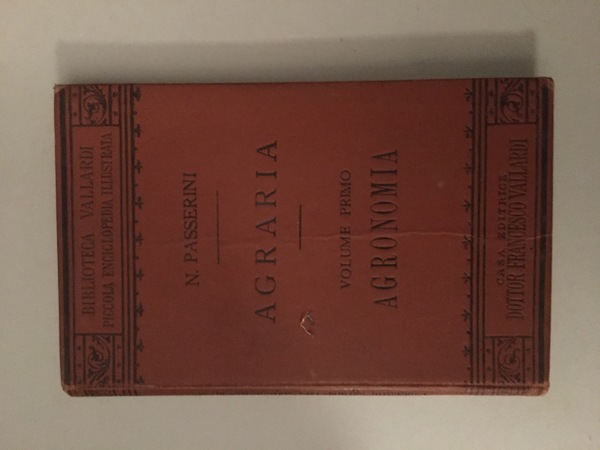 BIBLIOTECA VALLARDI
PICCOLA ENCICLOPEDIA ILLUSTRATA
N. PASSERINI
AGRARIA
VOLUME PRIMO
AGRONOMIA
CASA EDITRICE
DOTTOR FRANCESCO VALLARDI